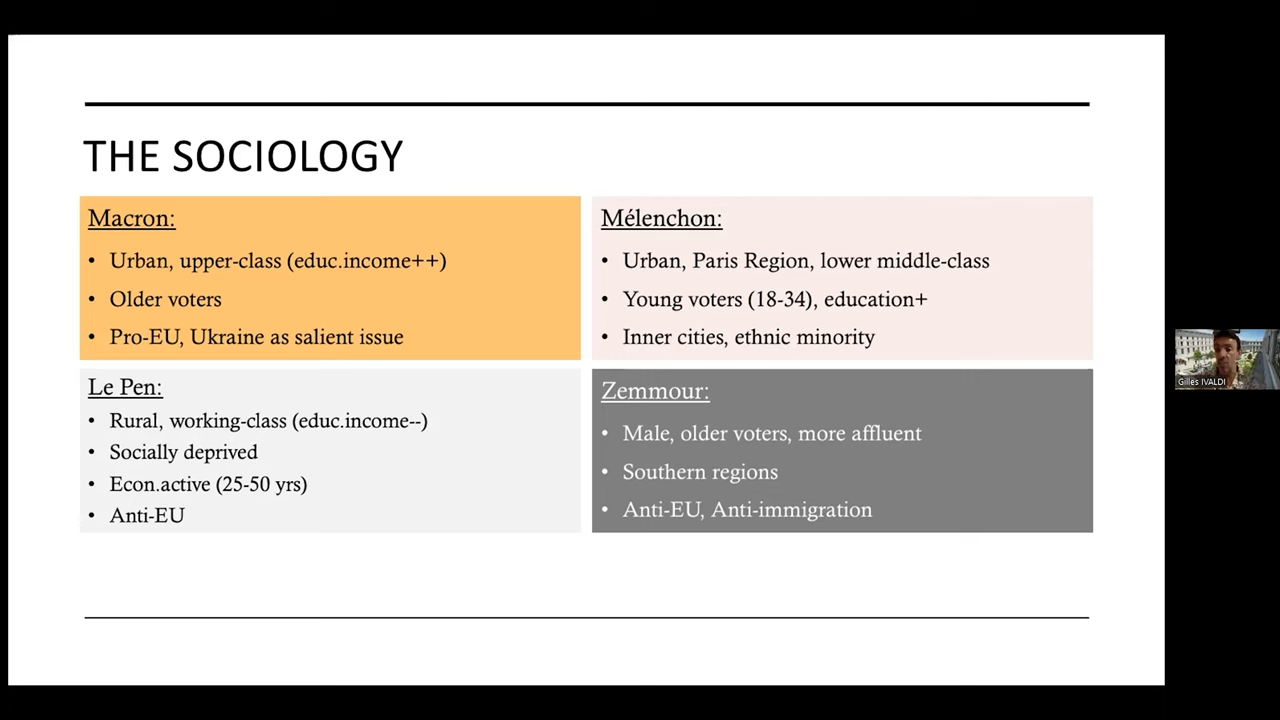 THE SOCIOLOGY
Macron:
• Urban, upper-class (educ.income++)
• Older voters
• Pro-EU, Ukraine as salient issue
Mélenchon:
• Urban, Paris Region, lower middle-class
• Young voters (18-34), education+
• Inner cities, ethnic minority
Le Pen:
• Rural, working-class (educ.income--)
• Socially deprived
• Econ.active (25-50 yrs)
• Anti-EU
Zemmour:
• Male, older voters, more affluent
• Southern regions
• Anti-EU, Anti-immigration
Gilles IVALDI